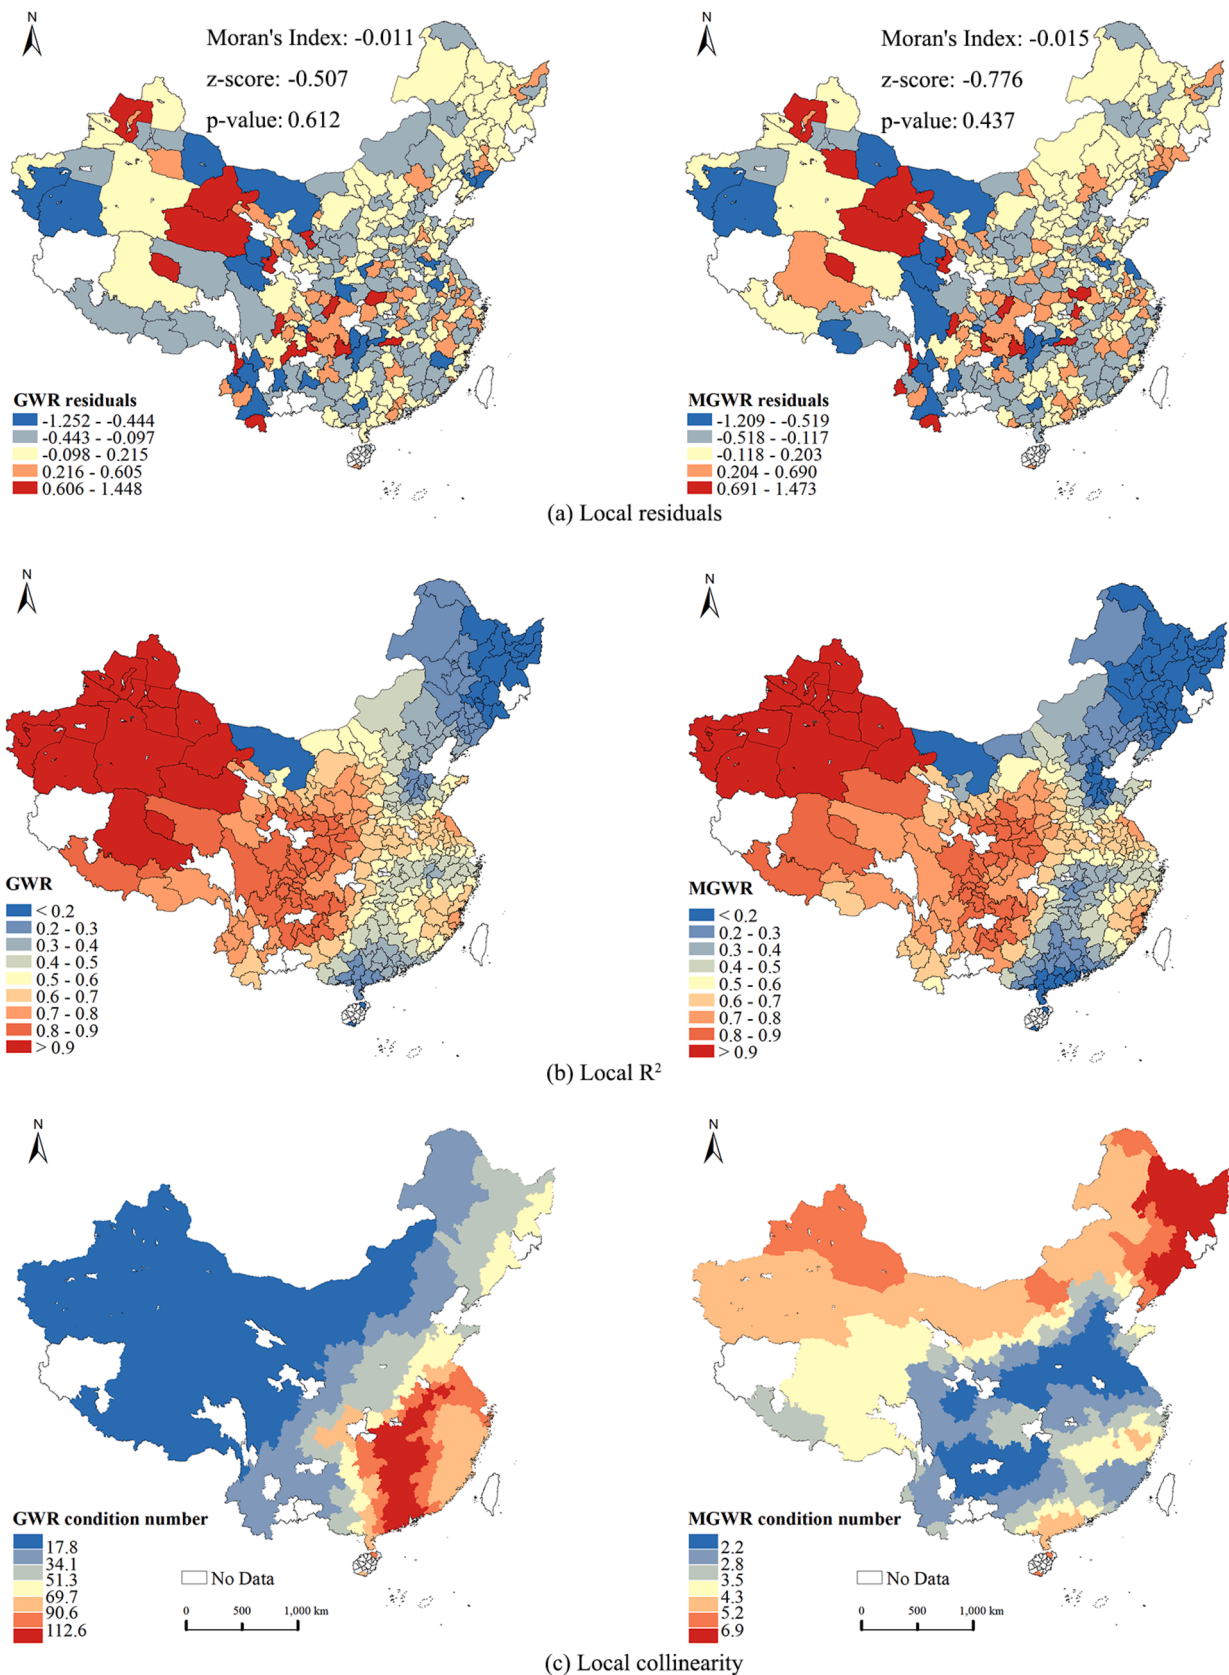 N
Moran's Index: -0.011
z-score: -0.507
p-value: 0.612
GWR residuals
-1.252 - -0.444
-0.443 - -0.097
-0.098 - 0.215
0.216 - 0.605
0.606 - 1.448
N
Moran's Index: -0.015
z-score: -0.776
p-value: 0.437
MGWR residuals
-1.209 - -0.519
-0.518 - -0.117
-0.118 - 0.203
0.204 - 0.690
0.691 - 1.473
(a) Local residuals
N
GWR
< 0.2
0.2 - 0.3
0.3 - 0.4
0.4 - 0.5
0.5 - 0.6
0.6 - 0.7
0.7 - 0.8
0.8 - 0.9
> 0.9
N
MGWR
< 0.2
0.2 - 0.3
0.3 - 0.4
0.4 - 0.5
0.5 - 0.6
0.6 - 0.7
0.7 - 0.8
0.8 - 0.9
> 0.9
(b) Local R²
N
GWR condition number
17.8
34.1
51.3
69.7
90.6
112.6
No Data
0 500 1,000 km
N
MGWR condition number
2.2
2.8
3.5
4.3
5.2
6.9
No Data
0 500 1,000 km
(c) Local collinearity